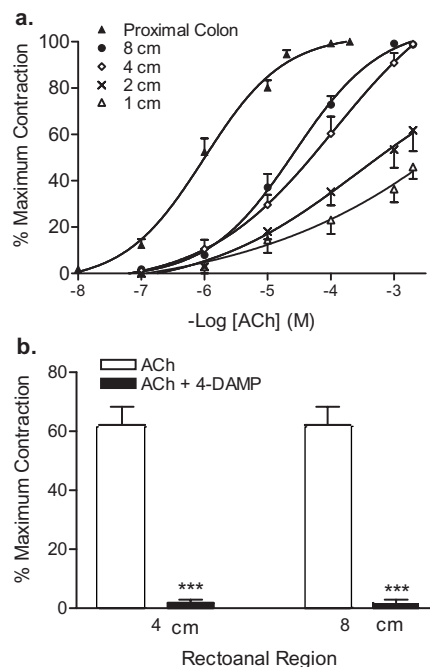 a.
Proximal Colon
8 cm
4 cm
2 cm
1 cm
% Maximum Contraction
100
80
60
40
20
0
-8 -7 -6 -5 -4 -3
-Log [ACh] (M)
b.
ACh
ACh + 4-DAMP
% Maximum Contraction
80
60
40
20
0
*** ***
4 cm 8 cm
Rectoanal Region